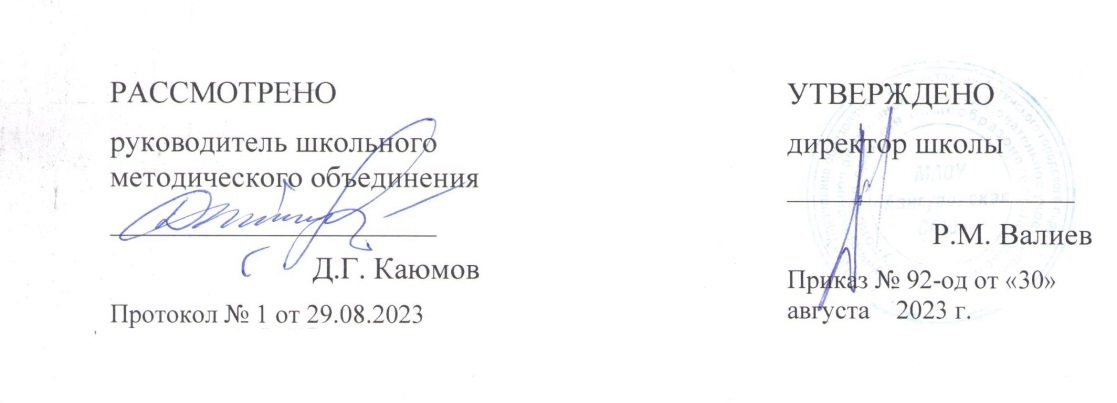 РАССМОТРЕНО
руководитель школьного
методического объединения
Д.Г. Каюмов
Протокол № 1 от 29.08.2023
УТВЕРЖДЕНО
директор школы
Р.М. Валиев
Приказ № 92-од от «30»
августа 2023 г.